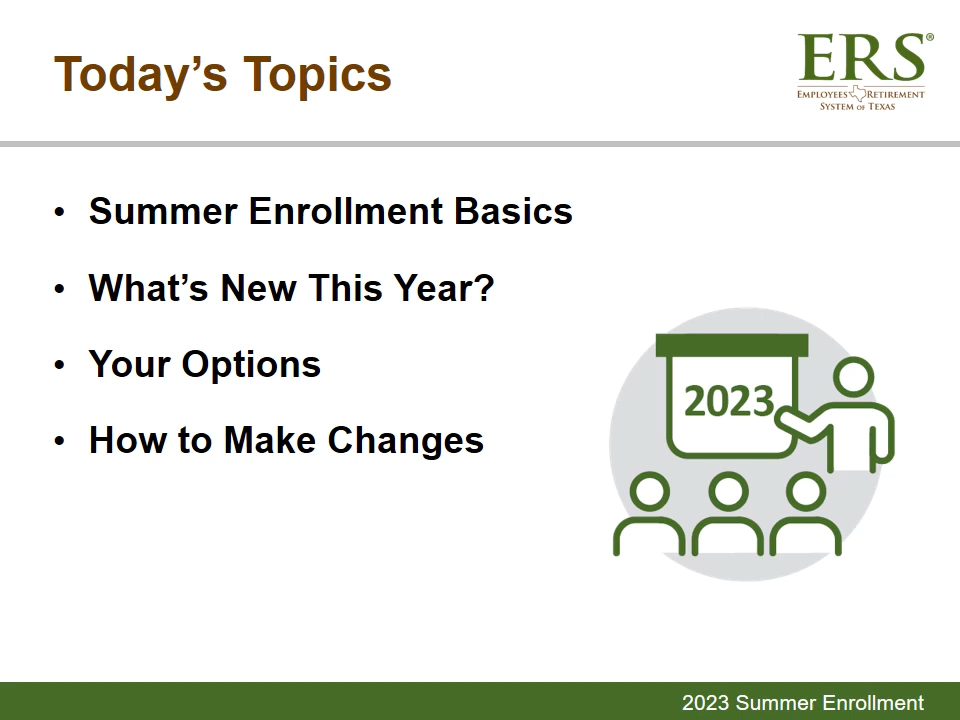 Today’s Topics
ERS®
EMPLOYEES RETIREMENT
SYSTEM OF TEXAS
• Summer Enrollment Basics
• What’s New This Year?
• Your Options
• How to Make Changes
2023
2023 Summer Enrollment